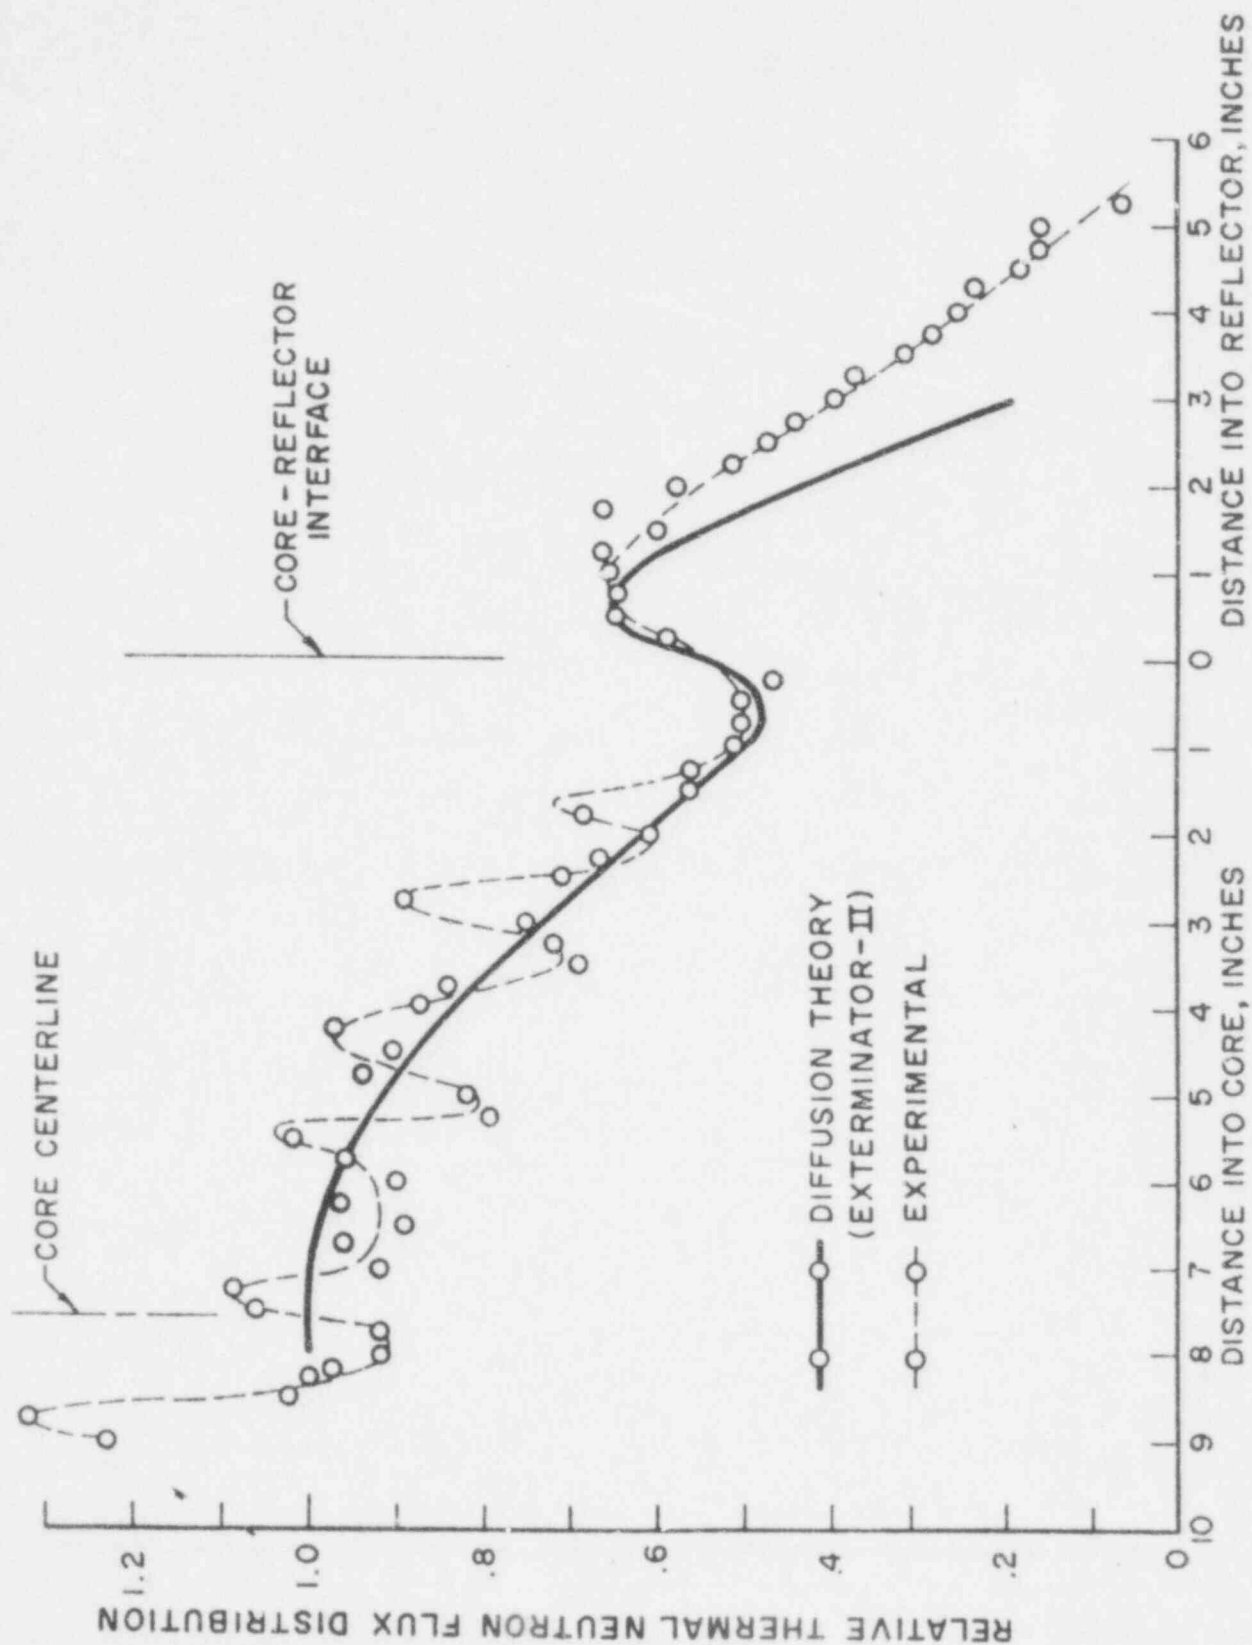 CORE CENTERLINE
CORE-REFLECTOR
INTERFACE
RELATIVE THERMAL NEUTRON FLUX DISTRIBUTION
1.2
1.0
.8
.6
.4
.2
0
DIFFUSION THEORY
(EXTERMINATOR-II)
EXPERIMENTAL
10 9 8 7 6 5 4 3 2 1 0 1 2 3 4 5 6
DISTANCE INTO CORE, INCHES
DISTANCE INTO REFLECTOR, INCHES